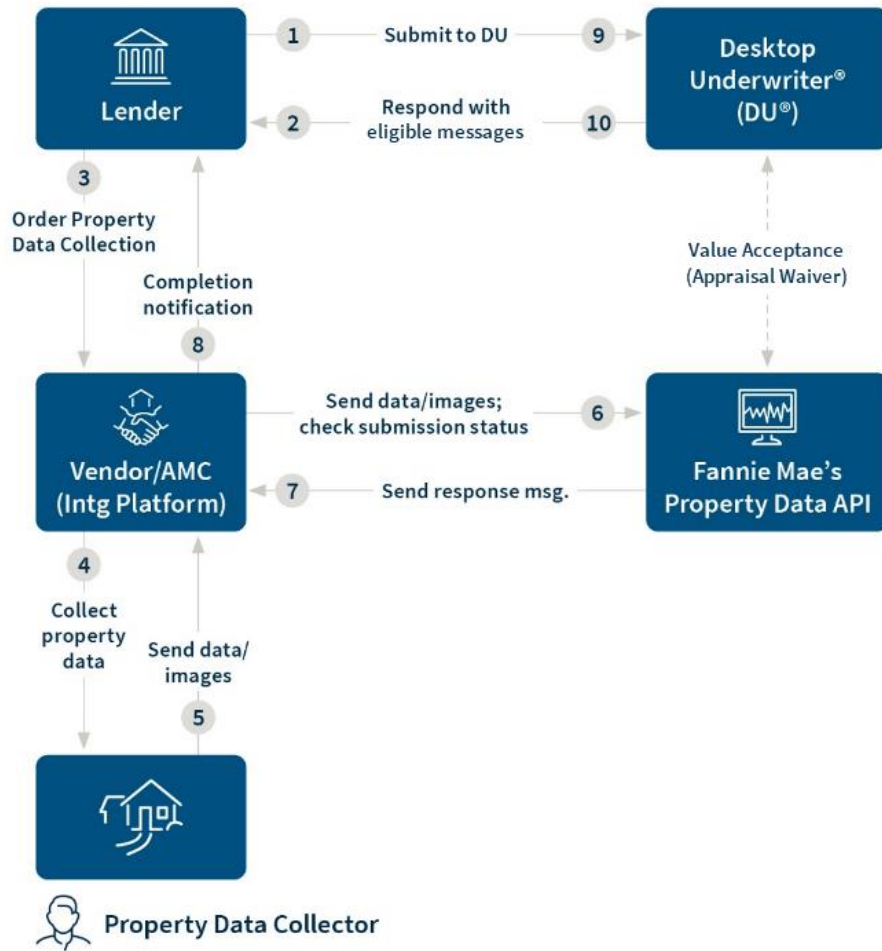 1 Submit to DU 9
Lender
Desktop
Underwriter®
(DU®)
2 Respond with 10
eligible messages
3
Order Property
Data Collection
Completion
notification
8
Value Acceptance
(Appraisal Waiver)
Vendor/AMC
(Intg Platform)
Send data/images; 6
check submission status
7 Send response msg.
Fannie Mae’s
Property Data API
4
Collect
property
data
Send data/
images
5
Property Data Collector